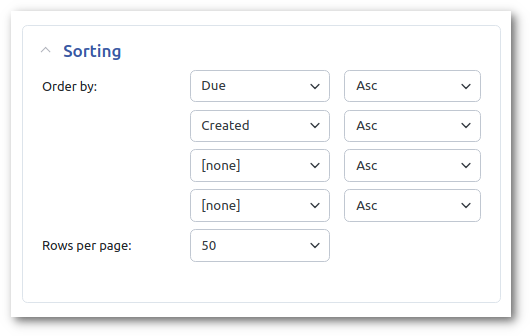 Sorting
Order by: Due Asc
Created Asc
[none] Asc
[none] Asc
Rows per page: 50